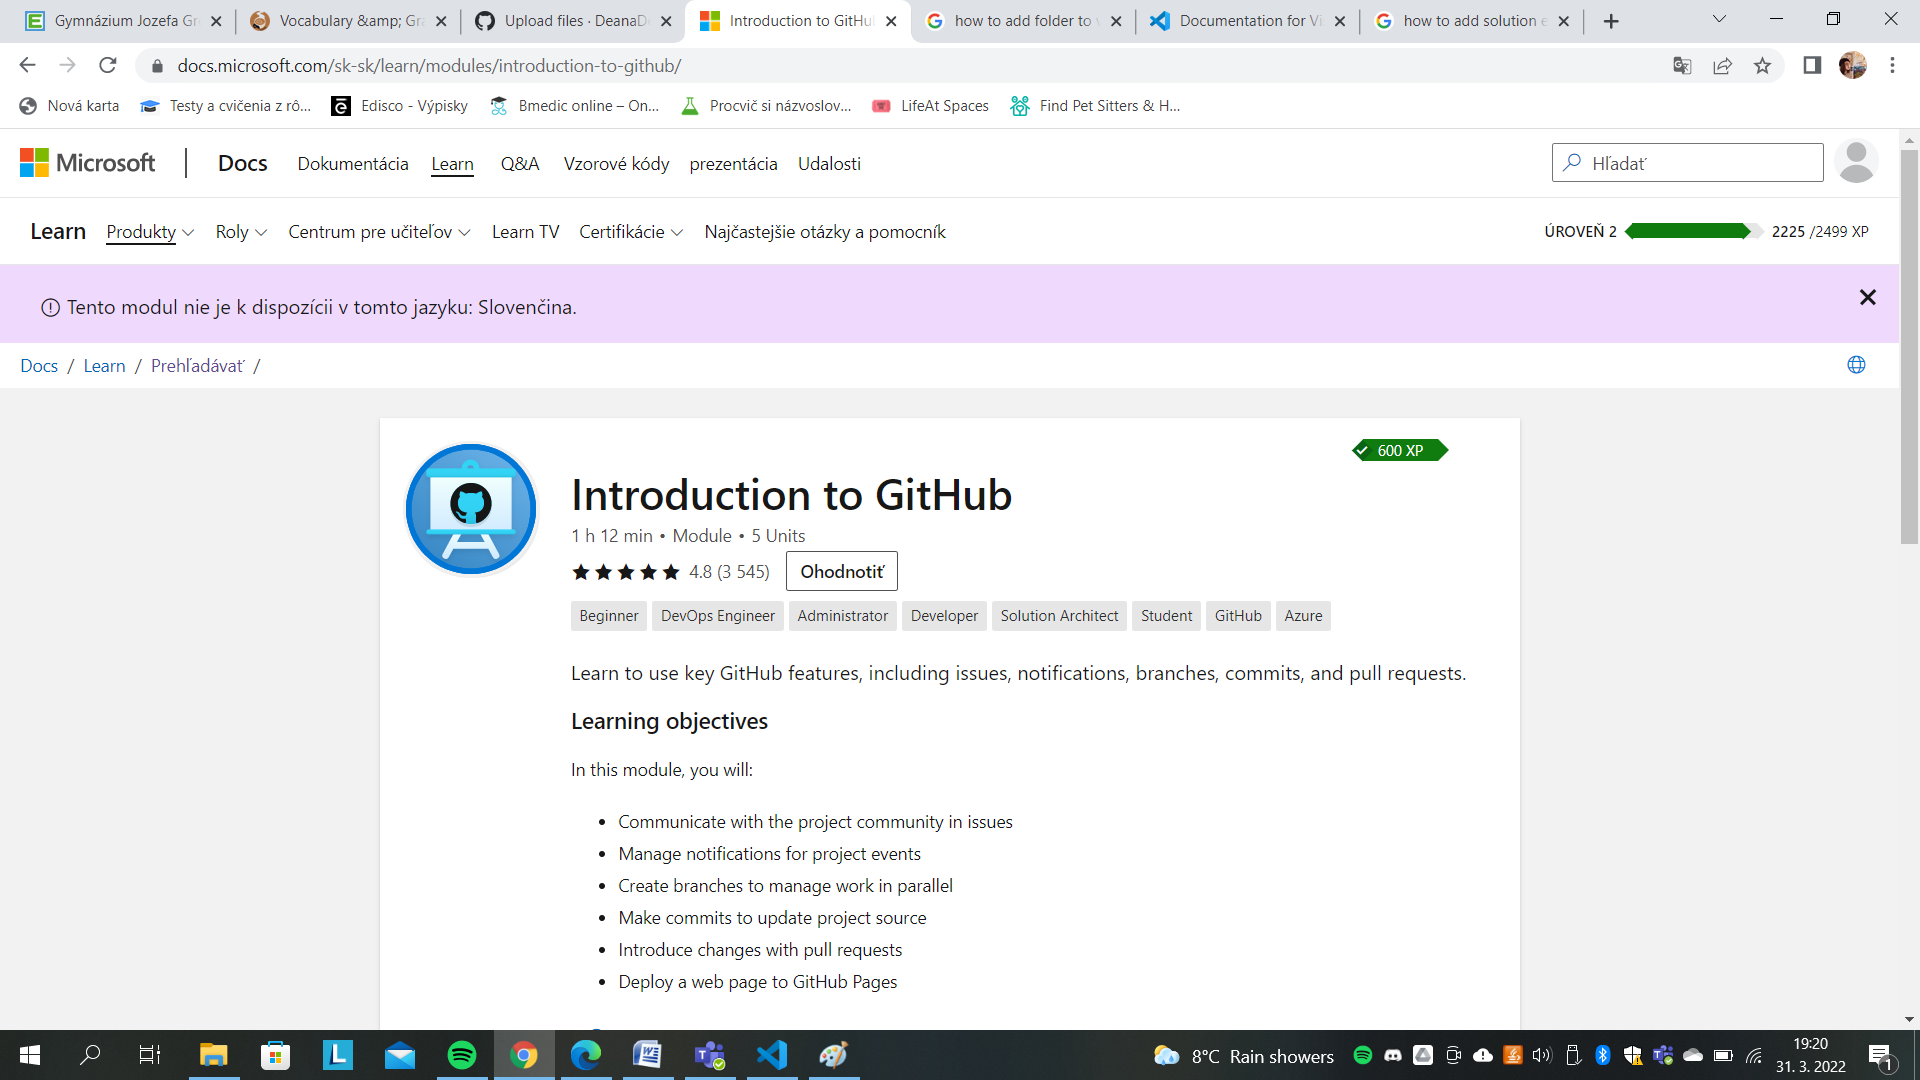 Gymnázium Jozefa Gr
Vocabulary &amp; Gra
Upload files · DeanaD
Introduction to GitHu
how to add folder to
Documentation for Vi
how to add solution e
docs.microsoft.com/sk-sk/learn/modules/introduction-to-github/
Nová karta
Testy a cvičenia z rô...
Edisco - Výpisky
Bmedic online – On...
Procvič si názvoslov...
LifeAt Spaces
Find Pet Sitters & H...
Microsoft
Docs
Dokumentácia
Learn
Q&A
Vzorové kódy
prezentácia
Udalosti
Hľadať
Learn
Produkty
Roly
Centrum pre učiteľov
Learn TV
Certifikácie
Najčastejšie otázky a pomocník
ÚROVEŇ 2
2225 /2499 XP
Tento modul nie je k dispozícii v tomto jazyku: Slovenčina.
Docs / Learn / Prehľadávať /
600 XP
Introduction to GitHub
1 h 12 min • Module • 5 Units
4.8 (3 545)
Ohodnotiť
Beginner
DevOps Engineer
Administrator
Developer
Solution Architect
Student
GitHub
Azure
Learn to use key GitHub features, including issues, notifications, branches, commits, and pull requests.
Learning objectives
In this module, you will:
• Communicate with the project community in issues
• Manage notifications for project events
• Create branches to manage work in parallel
• Make commits to update project source
• Introduce changes with pull requests
• Deploy a web page to GitHub Pages
8°C Rain showers
19:20
31. 3. 2022
1